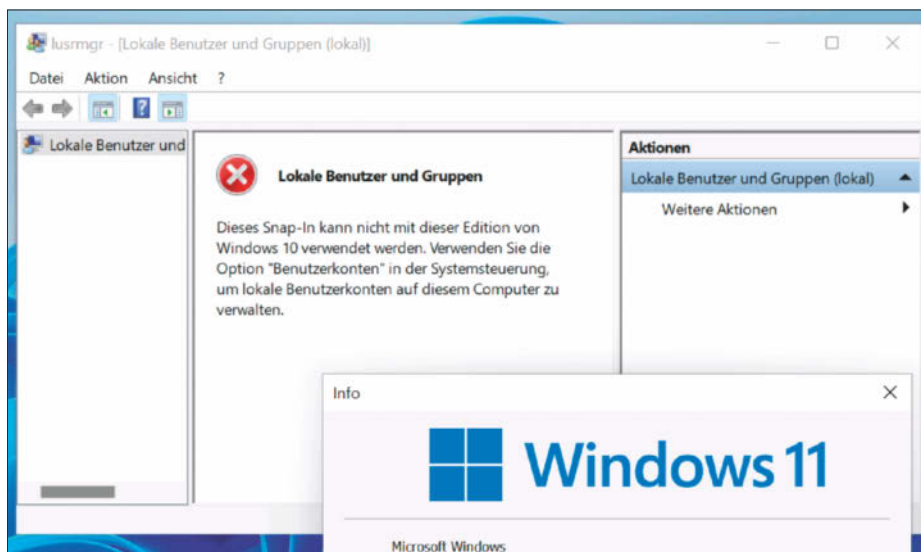 lusrmgr - [Lokale Benutzer und Gruppen (lokal)]
Datei Aktion Ansicht ?
Lokale Benutzer und
Lokale Benutzer und Gruppen
Dieses Snap-In kann nicht mit dieser Edition von
Windows 10 verwendet werden. Verwenden Sie die
Option "Benutzerkonten" in der Systemsteuerung,
um lokale Benutzerkonten auf diesem Computer zu
verwalten.
Aktionen
Lokale Benutzer und Gruppen (lokal)
Weitere Aktionen
Info
Windows 11
Microsoft Windows